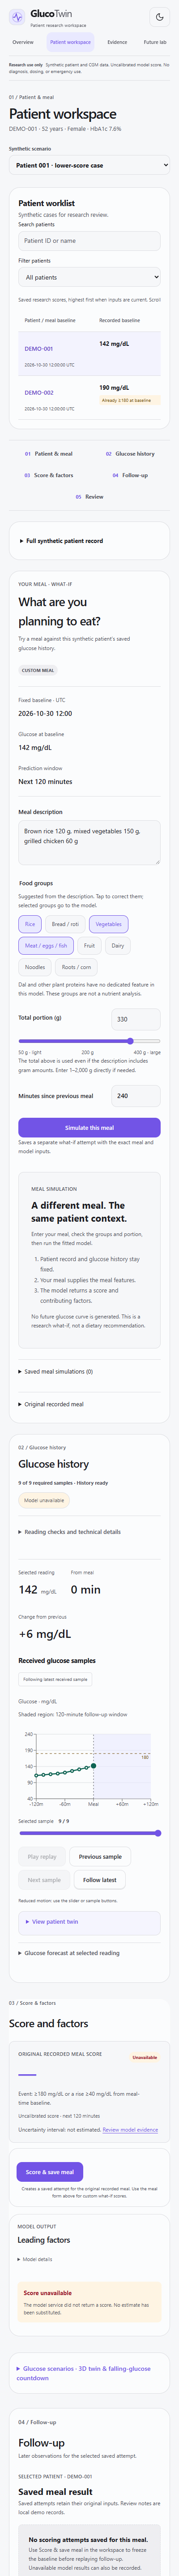 GlucoTwin
Patient research workspace
Overview
Patient workspace
Evidence
Future lab
Research use only Synthetic patients and CGM data. Uncalibrated model score. No
diagnosis, dosing, or emergency use.
01 / Patient & meal
Patient workspace
DEMO-001 · 52 years · Female · HbA1c 7.6%
Synthetic scenario
Patient 001 · lower-score case
Patient worklist
Synthetic cases for research review.
Search patients
Patient ID or name
Filter patients
All patients
Saved research scores, highest first when inputs are current. Scroll
Patient / meal baseline
Recorded baseline
DEMO-001
142 mg/dL
2026-10-30 12:00:00 UTC
DEMO-002
190 mg/dL
Already ≥180 at baseline
2026-10-30 12:00:00 UTC
01 Patient & meal
02 Glucose history
03 Score & factors
04 Follow-up
05 Review
Full synthetic patient record
YOUR MEAL · WHAT-IF
What are you
planning to eat?
Try a meal against this synthetic patient's saved
glucose history.
CUSTOM MEAL
Fixed baseline · UTC
2026-10-30 12:00
Glucose at baseline
142 mg/dL
Prediction window
Next 120 minutes
Meal description
Brown rice 120 g, mixed vegetables 150 g,
grilled chicken 60 g
Food groups
Suggested from the description. Tap to correct them;
selected groups go to the model.
Rice
Bread / roti
Vegetables
Meat / eggs / fish
Fruit
Dairy
Noodles
Roots / corn
Dal and other plant proteins have no dedicated feature in
this model. These groups are not a nutrient analysis.
Total portion (g)
330
50 g · light
200 g
400 g · large
The total above is used even if the description includes
gram amounts. Enter 1–2,000 g directly if needed.
Minutes since previous meal
240
Simulate this meal
Saves a separate what-if attempt with the exact meal and
model inputs.
MEAL SIMULATION
A different meal. The
same patient context.
Enter your meal, check the groups and portion,
then run the fitted model.
1. Patient record and glucose history stay
fixed.
2. Your meal supplies the meal features.
3. The model returns a score and
contributing factors.
No future glucose curve is generated. This is a
research what-if, not a dietary recommendation.
Saved meal simulations (0)
Original recorded meal
02 / Glucose history
Glucose history
9 of 9 required samples · History ready
Model unavailable
Reading checks and technical details
Selected reading
142 mg/dL
From meal
0 min
Change from previous
+6 mg/dL
Received glucose samples
Following latest received sample
Glucose · mg/dL
Shaded region: 120-minute follow-up window
240
190
140
90
40
180
-120m
-60m
Meal
+60m
+120m
Selected sample 9 / 9
Play replay
Previous sample
Next sample
Follow latest
Reduced motion: use the slider or sample buttons.
View patient twin
Glucose forecast at selected reading
03 / Score & factors
Score and factors
ORIGINAL RECORDED MEAL SCORE
Unavailable
—
Event: ≥180 mg/dL or a rise ≥40 mg/dL from meal-
time baseline.
Uncalibrated score · next 120 minutes
Uncertainty interval: not estimated. Review model evidence
Score & save meal
Creates a saved attempt for the original recorded meal. Use the meal
form above for custom what-if scores.
MODEL OUTPUT
Leading factors
Model details
Score unavailable
The model service did not return a score. No estimate has
been substituted.
Glucose scenarios · 3D twin & falling-glucose
countdown
04 / Follow-up
Follow-up
Later observations for the selected saved attempt.
SELECTED PATIENT · DEMO-001
Saved meal result
Saved attempts retain their original inputs. Review notes are
local demo records.
No scoring attempts saved for this meal.
Use Score & save meal in the workspace to freeze
the baseline before replaying follow-up.
Unavailable model results can also be recorded.